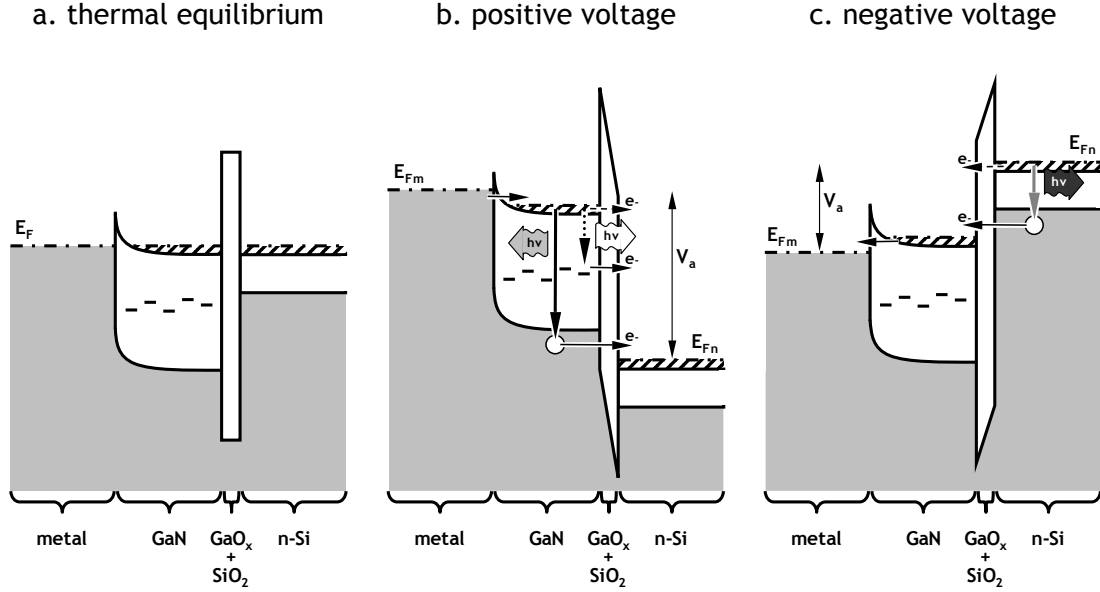 a. thermal equilibrium
b. positive voltage
c. negative voltage
E_F
metal
GaN
GaO_x
+
SiO_2
n-Si
E_Fm
e-
hν
hν
V_a
e-
e-
E_Fn
metal
GaN
GaO_x
+
SiO_2
n-Si
E_Fn
e-
hν
V_a
e-
E_Fm
metal
GaN
GaO_x
+
SiO_2
n-Si